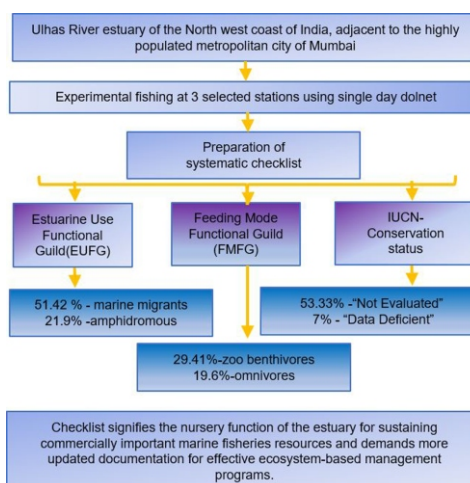 Ulhas River estuary of the North west coast of India, adjacent to the highly
populated metropolitan city of Mumbai
Experimental fishing at 3 selected stations using single day dolnet
Preparation of
systematic checklist
Estuarine Use
Functional
Guild(EUFG)
Feeding Mode
Functional Guild
(FMFG)
IUCN-
Conservation
status
51.42 % - marine migrants
21.9% -amphidromous
53.33% -“Not Evaluated”
7% - “Data Deficient”
29.41%-zoo benthivores
19.6%-omnivores
Checklist signifies the nursery function of the estuary for sustaining
commercially important marine fisheries resources and demands more
updated documentation for effective ecosystem-based management
programs.